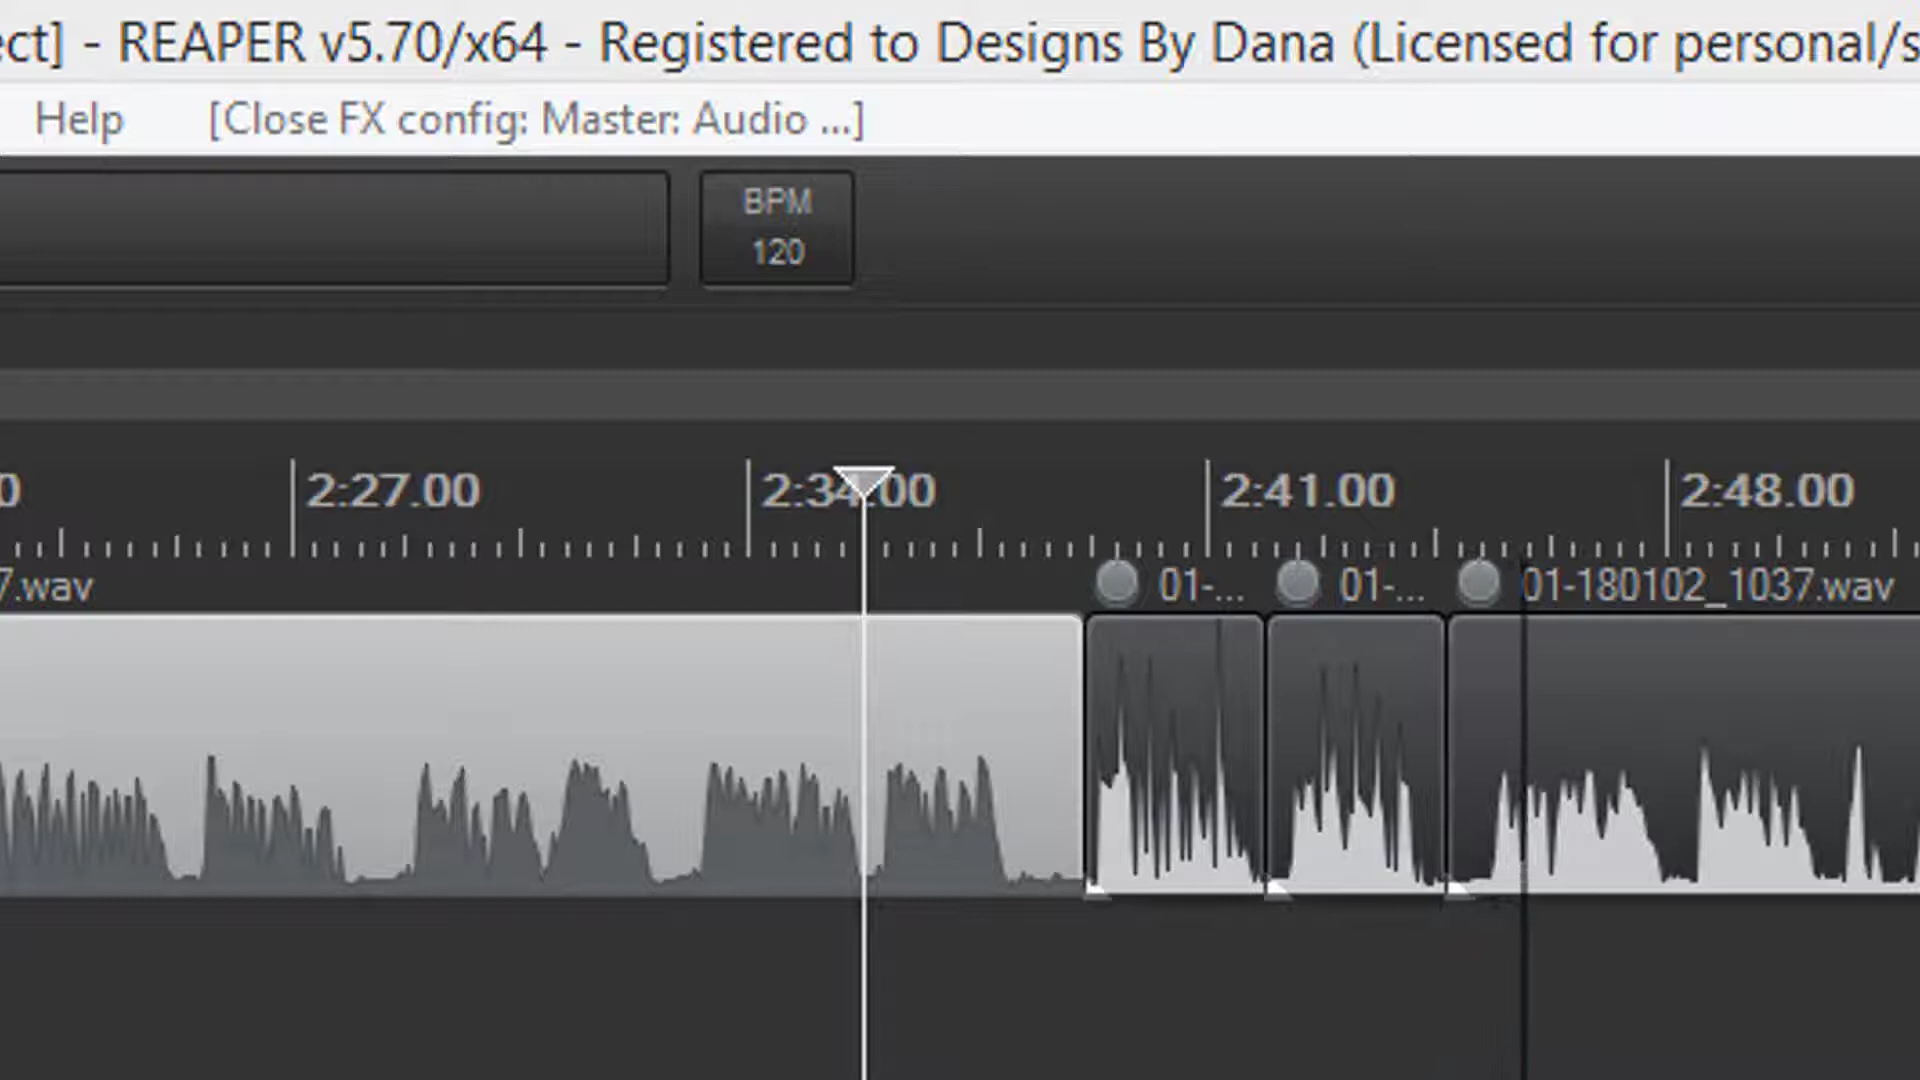 ect] - REAPER v5.70/x64 - Registered to Designs By Dana (Licensed for personal/s
Help [Close FX config: Master: Audio ...]
BPM
120
0 2:27.00 2:34.00 2:41.00 2:48.00
7.wav 01-... 01-... 01-180102_1037.wav